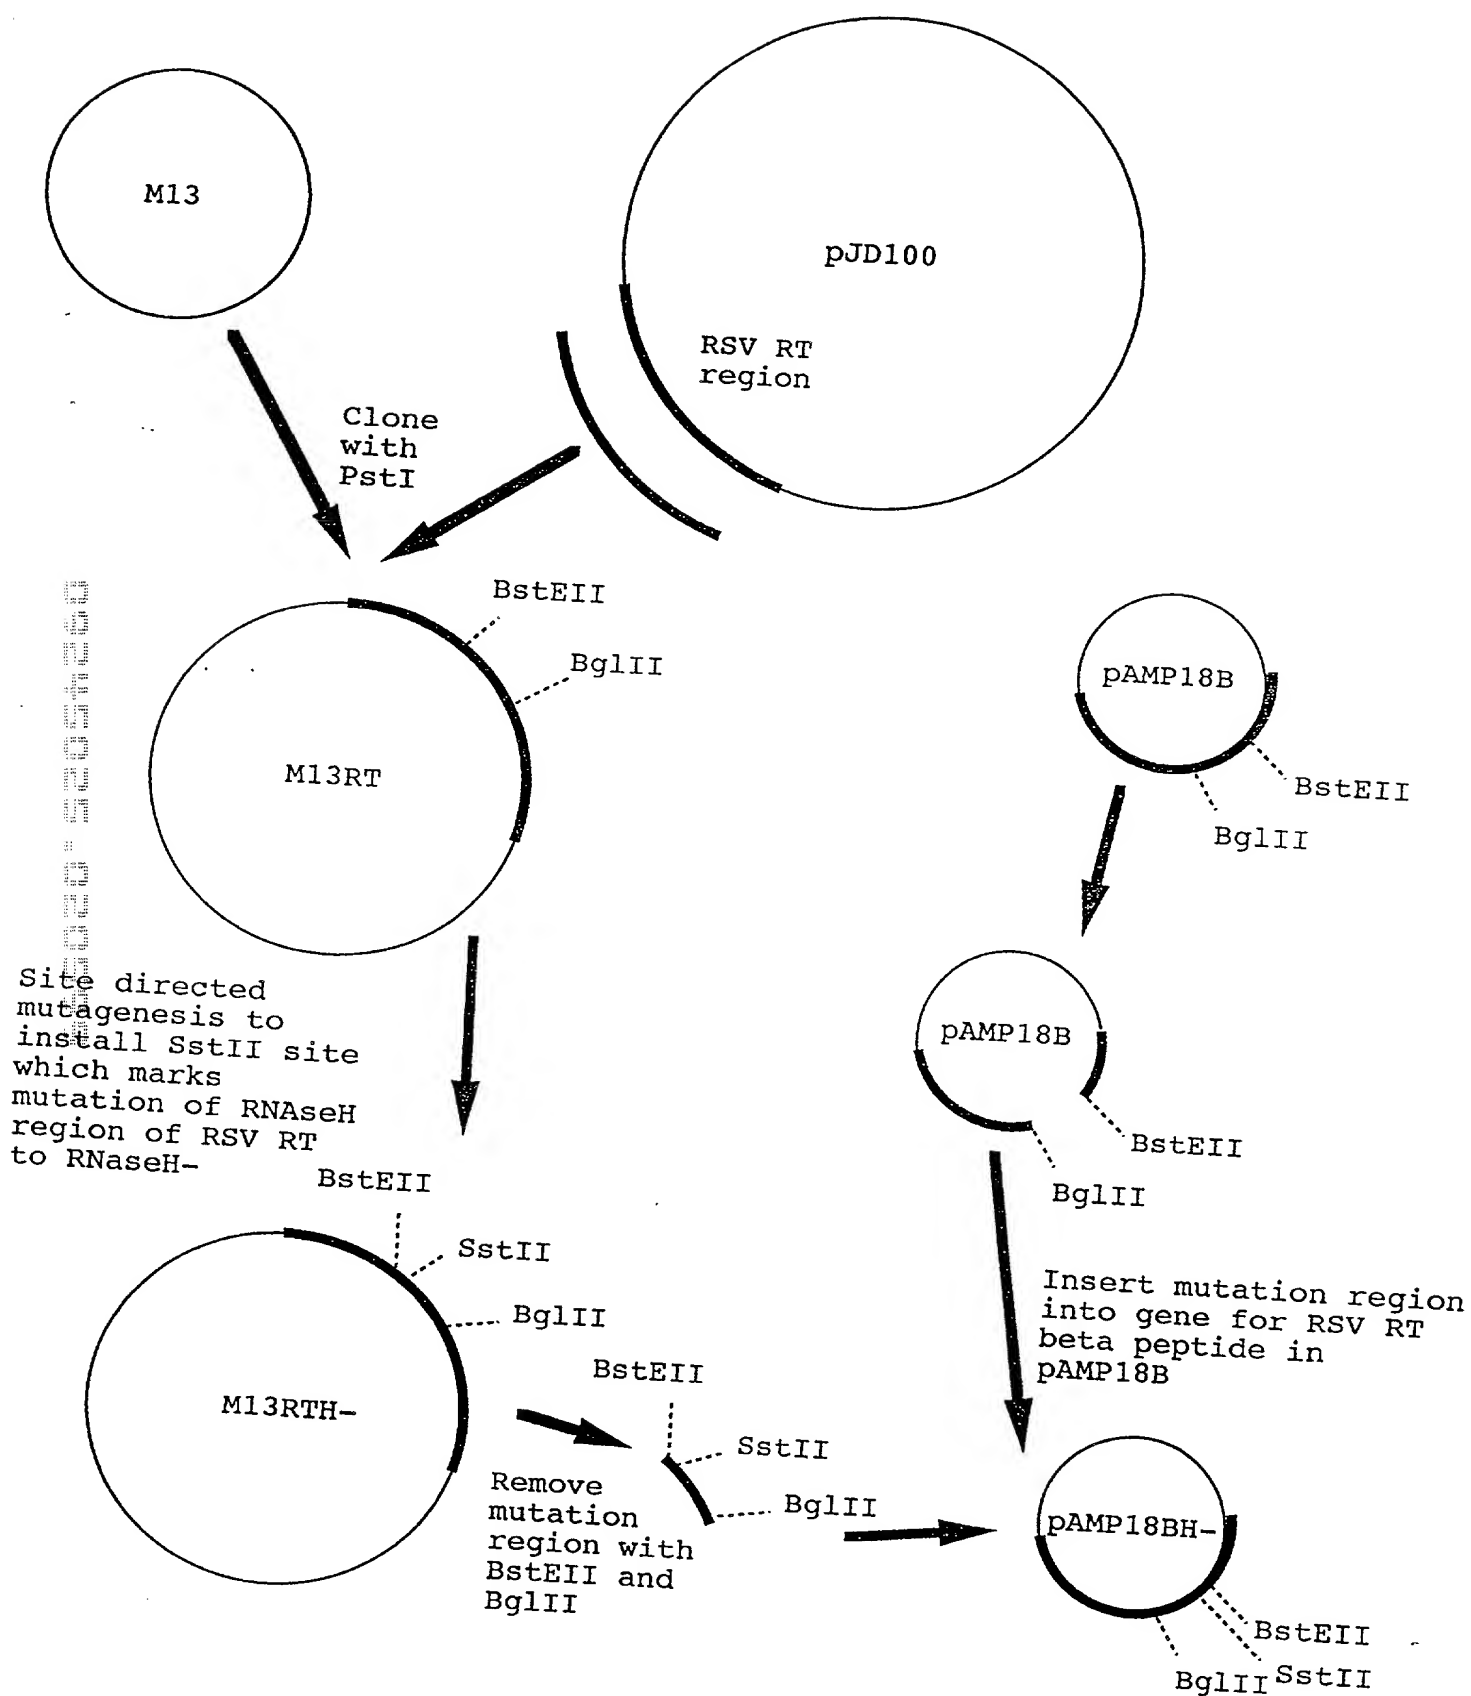 M13
pJD100
RSV RT
region
Clone
with
PstI
BstEII
BglII
M13RT
pAMP18B
BstEII
BglII
Site directed
mutagenesis to
install SstII site
which marks
mutation of RNAseH
region of RSV RT
to RNaseH-
pAMP18B
BstEII
BglII
BstEII
SstII
BglII
M13RTH-
Insert mutation region
into gene for RSV RT
beta peptide in
pAMP18B
BstEII
SstII
BglII
Remove
mutation
region with
BstEII and
BglII
pAMP18BH-
BstEII
SstII
BglII